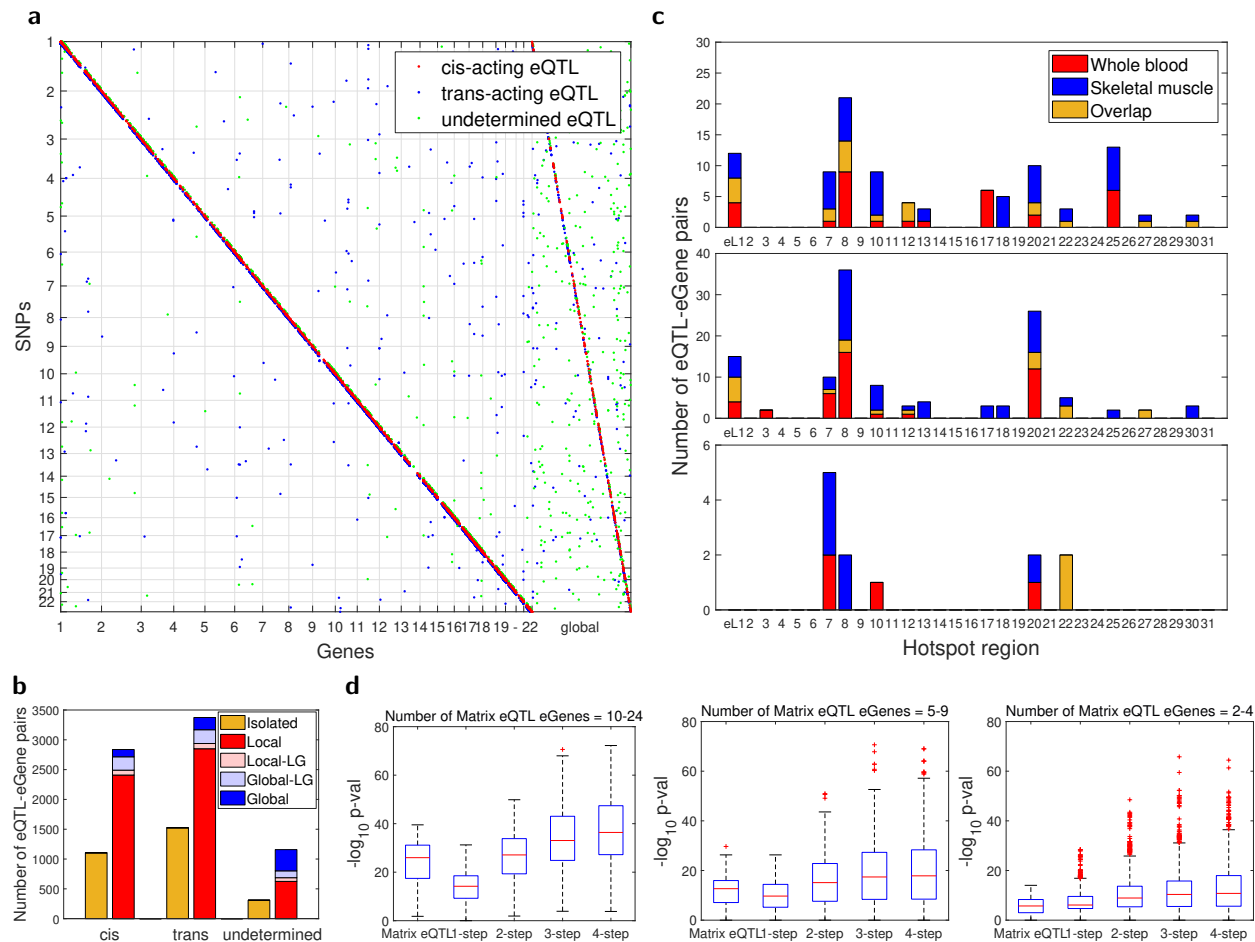 a
1
2
3
4
5
6
7
8
9
10
11
12
13
14
15
16
17
18
19
20
21
22
SNPs
cis-acting eQTL
trans-acting eQTL
undetermined eQTL
1 2 3 4 5 6 7 8 9 10 11 12 13 14 15 16 17 18 19 - 22 global
Genes
b
3500
3000
2500
2000
1500
1000
500
0
Number of eQTL-eGene pairs
Isolated
Local
Local-LG
Global-LG
Global
cis trans undetermined
c
Number of eQTL-eGene pairs
30
25
20
15
10
5
0
Whole blood
Skeletal muscle
Overlap
eL1 2 3 4 5 6 7 8 9 10 11 12 13 14 15 16 17 18 19 20 21 22 23 24 25 26 27 28 29 30 31
40
30
20
10
0
eL1 2 3 4 5 6 7 8 9 10 11 12 13 14 15 16 17 18 19 20 21 22 23 24 25 26 27 28 29 30 31
6
4
2
0
eL1 2 3 4 5 6 7 8 9 10 11 12 13 14 15 16 17 18 19 20 21 22 23 24 25 26 27 28 29 30 31
Hotspot region
d
Number of Matrix eQTL eGenes = 10-24
80
60
40
20
0
-log10 p-val
Matrix eQTL 1-step 2-step 3-step 4-step
Number of Matrix eQTL eGenes = 5-9
80
60
40
20
0
-log10 p-val
Matrix eQTL 1-step 2-step 3-step 4-step
Number of Matrix eQTL eGenes = 2-4
80
60
40
20
0
-log10 p-val
Matrix eQTL 1-step 2-step 3-step 4-step